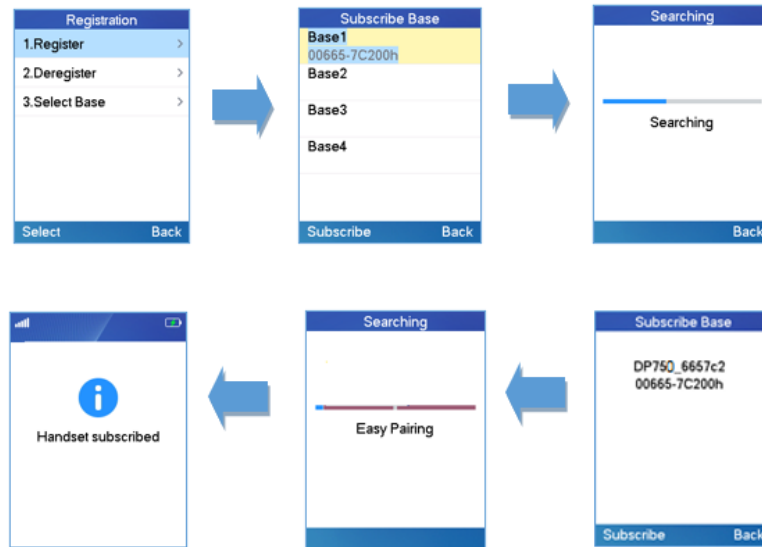 Registration
1.Register >
2.Deregister >
3.Select Base >
Select Back
Subscribe Base
Base1
00665-7C200h
Base2
Base3
Base4
Subscribe Back
Searching
Searching
Back
Subscribe Base
DP750_6657c2
00665-7C200h
Subscribe Back
Searching
Easy Pairing
Handset subscribed